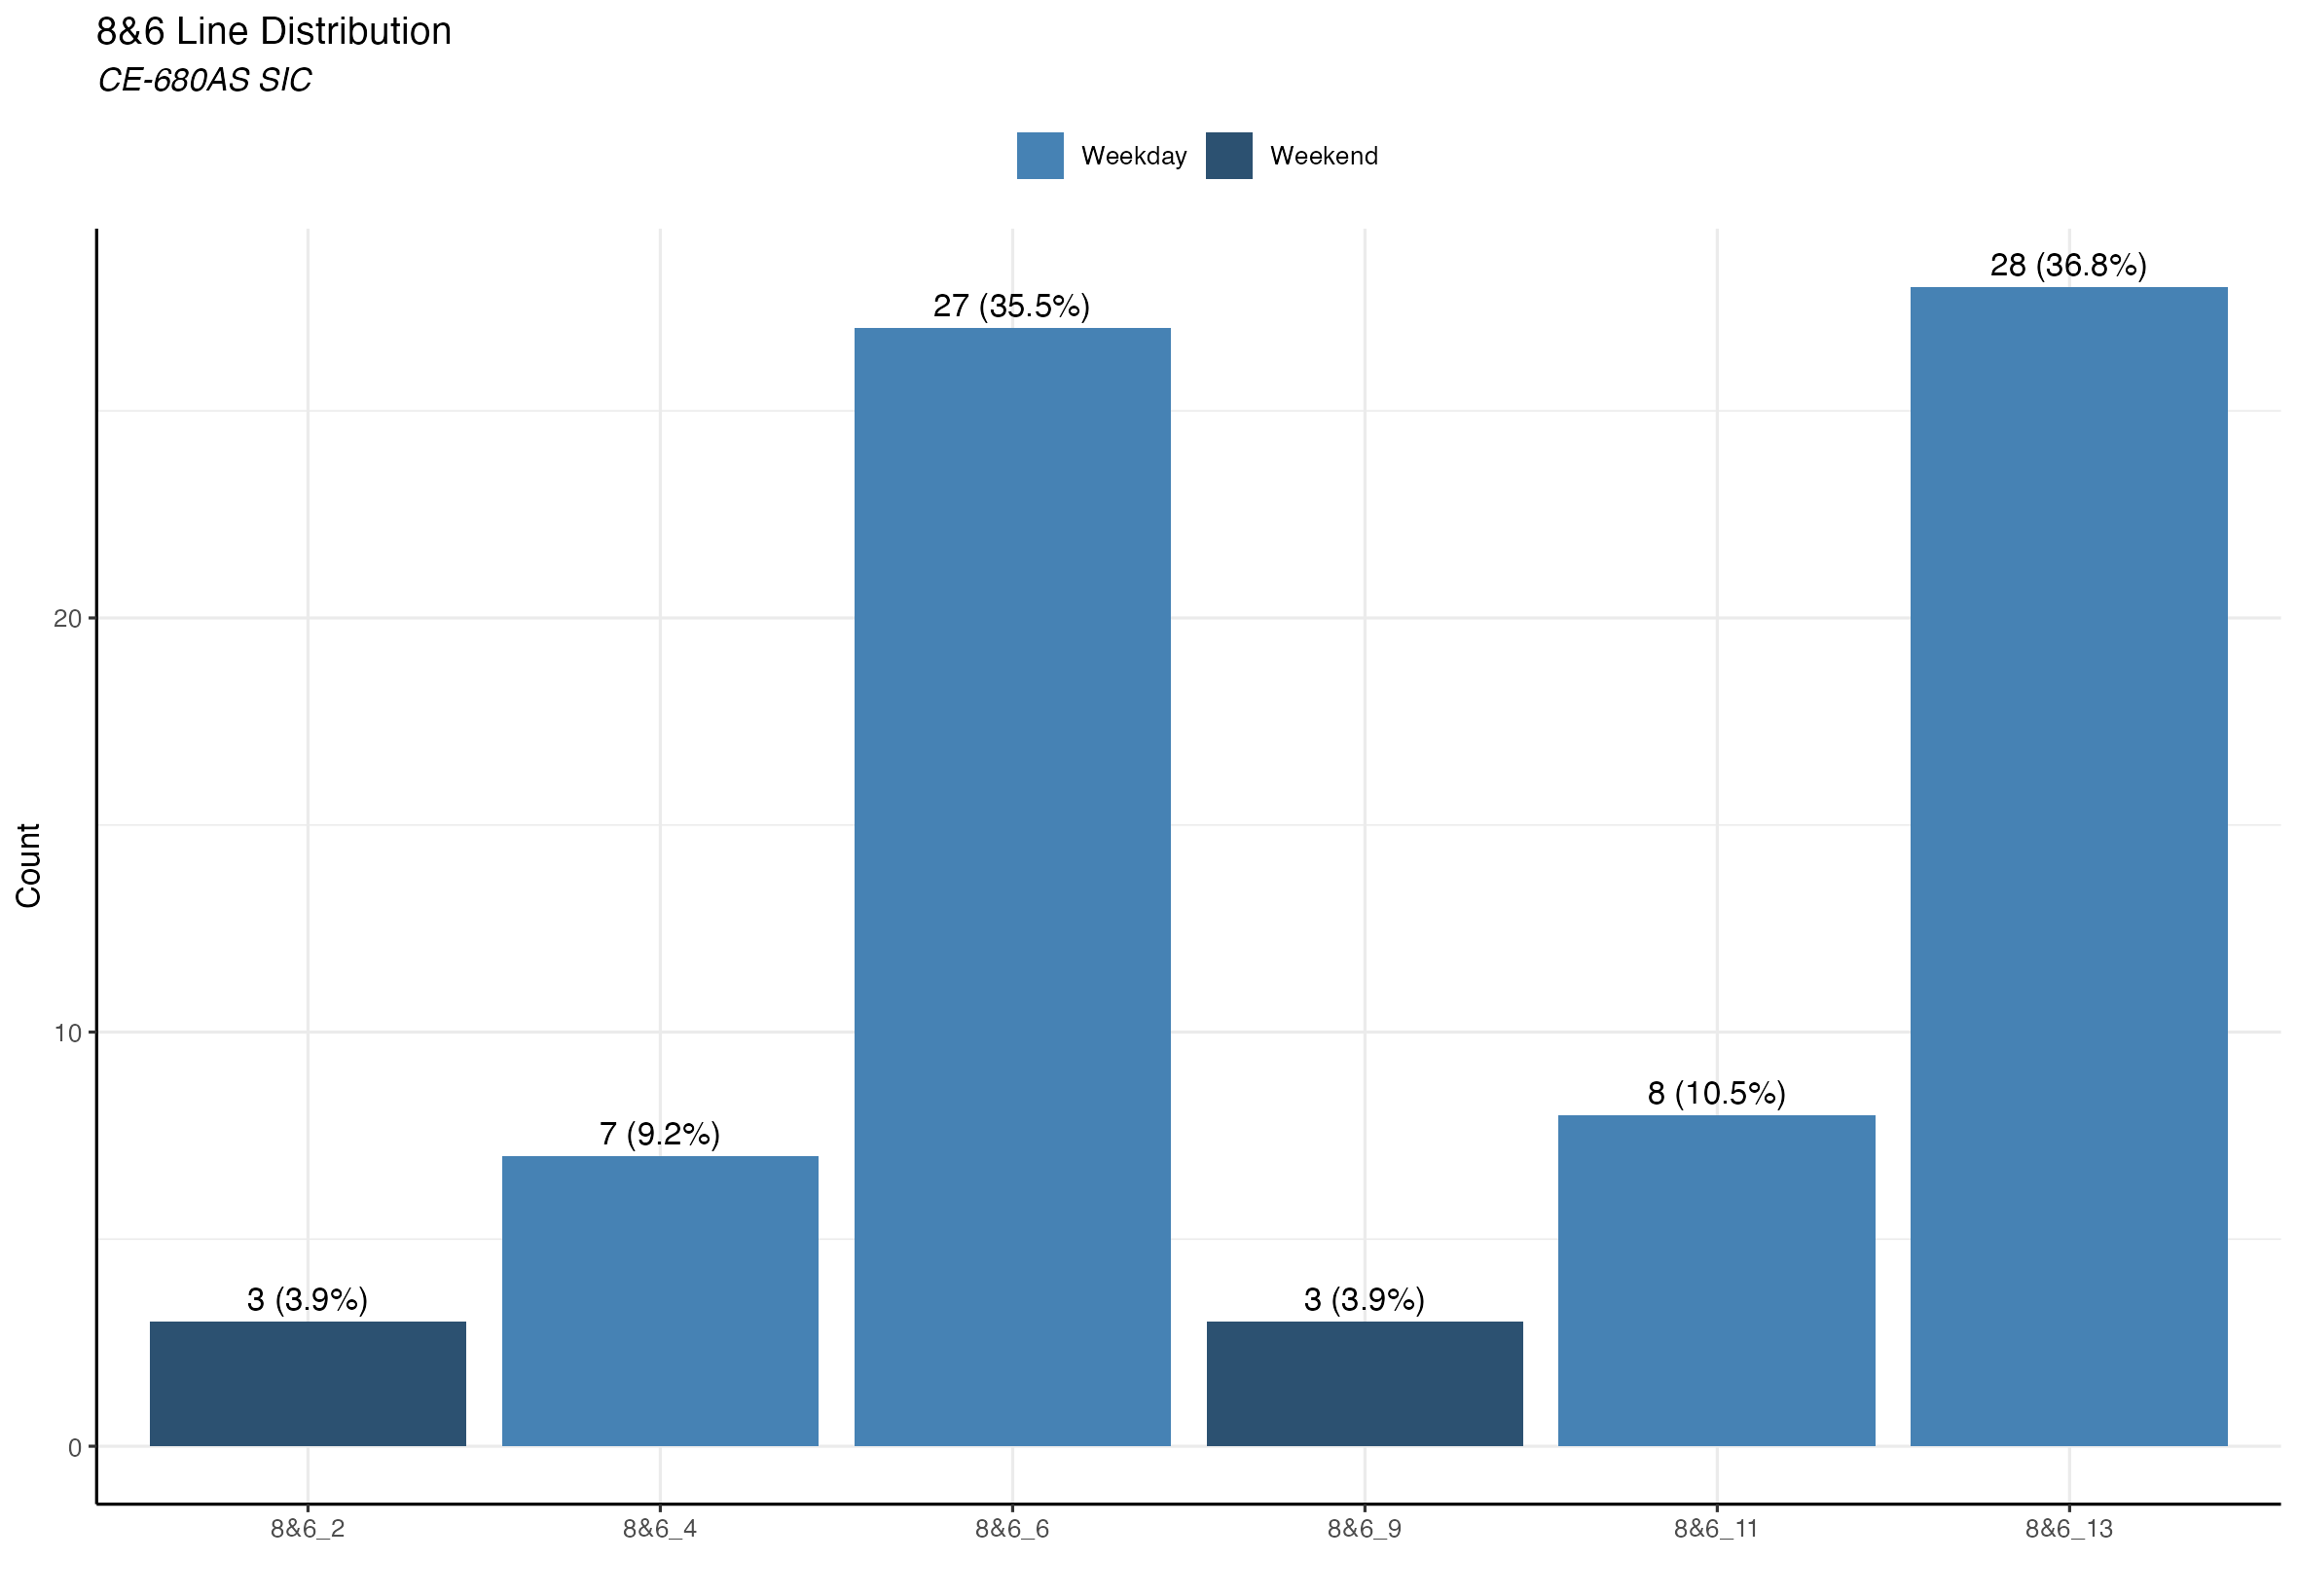 8&6 Line Distribution
CE-680AS SIC
Weekday Weekend
28 (36.8%)
27 (35.5%)
8 (10.5%)
7 (9.2%)
3 (3.9%) 3 (3.9%)
Count
20
10
0
8&6_2 8&6_4 8&6_6 8&6_9 8&6_11 8&6_13